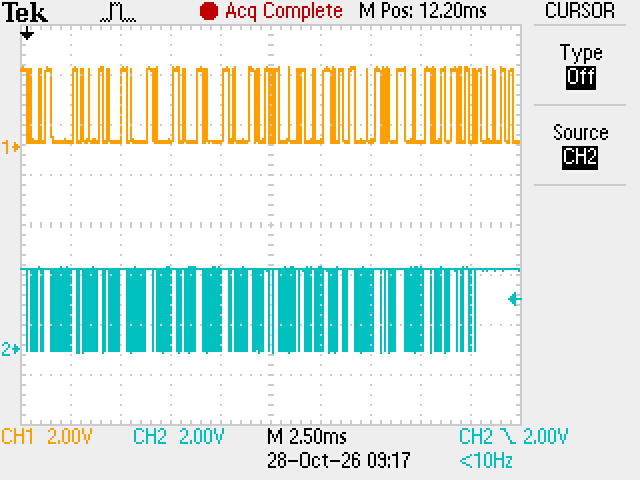 Tek Acq Complete M Pos: 12.20ms CURSOR
Type
Off
Source
CH2
1
2
CH1 2.00V CH2 2.00V M 2.50ms CH2 2.00V
28-Oct-26 09:17 <10Hz